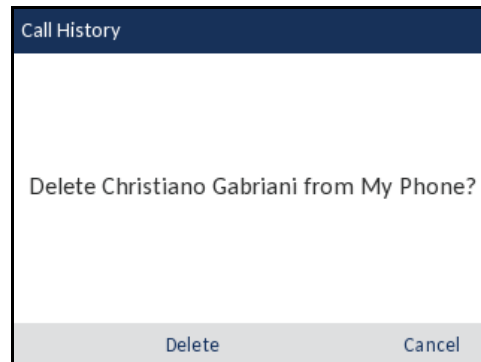 Call History
Delete Christiano Gabriani from My Phone?
Delete Cancel